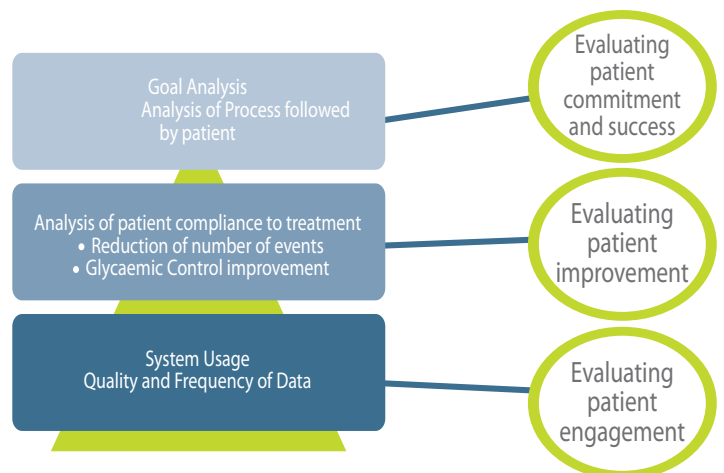 Goal Analysis
Analysis of Process followed
by patient
Evaluating
patient
commitment
and success
Analysis of patient compliance to treatment
• Reduction of number of events
• Glycaemic Control improvement
Evaluating
patient
improvement
System Usage
Quality and Frequency of Data
Evaluating
patient
engagement